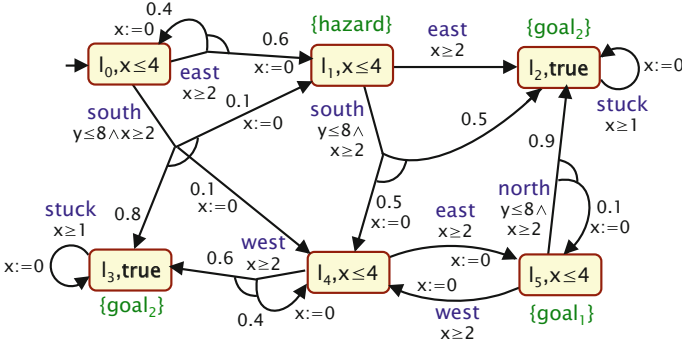 0.4
x:=0
{hazard}
east
x≥2
{goal₂}
l₀,x≤4
0.6
x:=0
east
x≥2
l₁,x≤4
l₂,true
x:=0
stuck
x≥1
south
y≤8∧x≥2
0.1
x:=0
south
y≤8∧
x≥2
0.5
0.9
0.8
0.1
x:=0
0.5
x:=0
north
y≤8∧
x≥2
0.1
x:=0
stuck
x≥1
x:=0
l₃,true
{goal₂}
0.6
west
x≥2
0.4
x:=0
l₄,x≤4
east
x≥2
x:=0
x:=0
west
x≥2
l₅,x≤4
{goal₁}